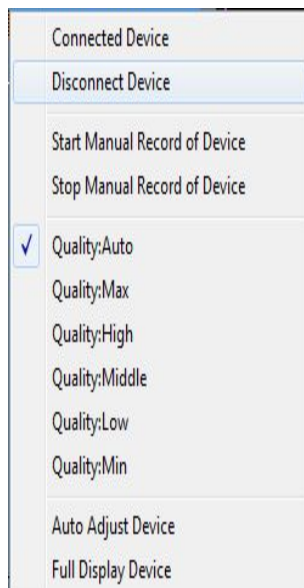 Connected Device
Disconnect Device
Start Manual Record of Device
Stop Manual Record of Device
Quality:Auto
Quality:Max
Quality:High
Quality:Middle
Quality:Low
Quality:Min
Auto Adjust Device
Full Display Device